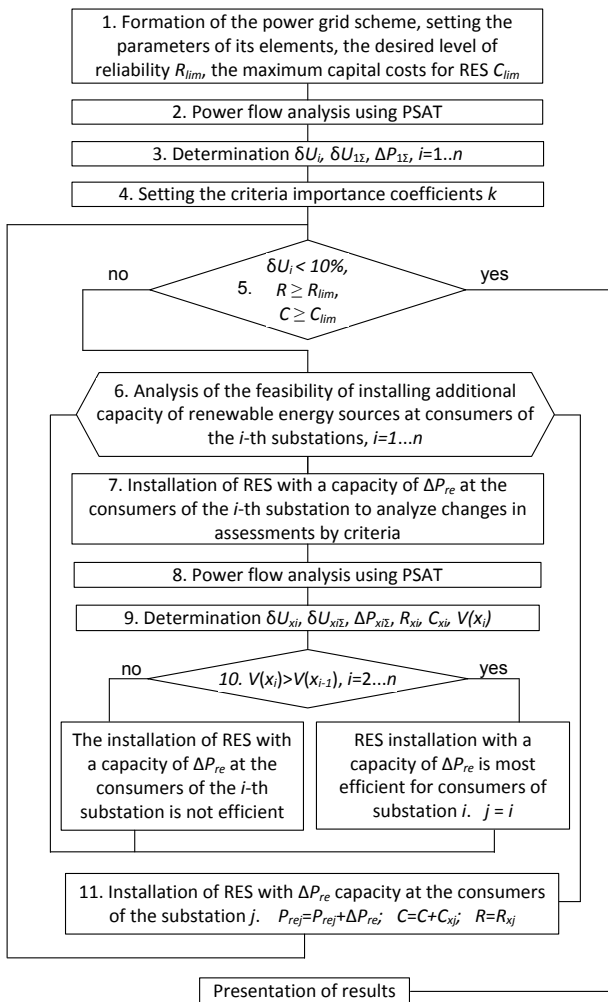 1. Formation of the power grid scheme, setting the
parameters of its elements, the desired level of
reliability Rlim, the maximum capital costs for RES Clim
2. Power flow analysis using PSAT
3. Determination δUi, δU1Σ, ΔP1Σ, i=1..n
4. Setting the criteria importance coefficients k
no
yes
5.
δUi < 10%,
R ≥ Rlim,
C ≥ Clim
6. Analysis of the feasibility of installing additional
capacity of renewable energy sources at consumers of
the i-th substations, i=1...n
7. Installation of RES with a capacity of ΔPre at the
consumers of the i-th substation to analyze changes in
assessments by criteria
8. Power flow analysis using PSAT
9. Determination δUxi, δUxiΣ, ΔPxiΣ, Rxi, Cxi, V(xi)
no
yes
10. V(xi)>V(xi-1), i=2...n
The installation of RES with
a capacity of ΔPre at the
consumers of the i-th
substation is not efficient
RES installation with a
capacity of ΔPre is most
efficient for consumers of
substation i. j = i
11. Installation of RES with ΔPre capacity at the consumers
of the substation j. Prej=Prej+ΔPre; C=C+Cxj; R=Rxj
Presentation of results